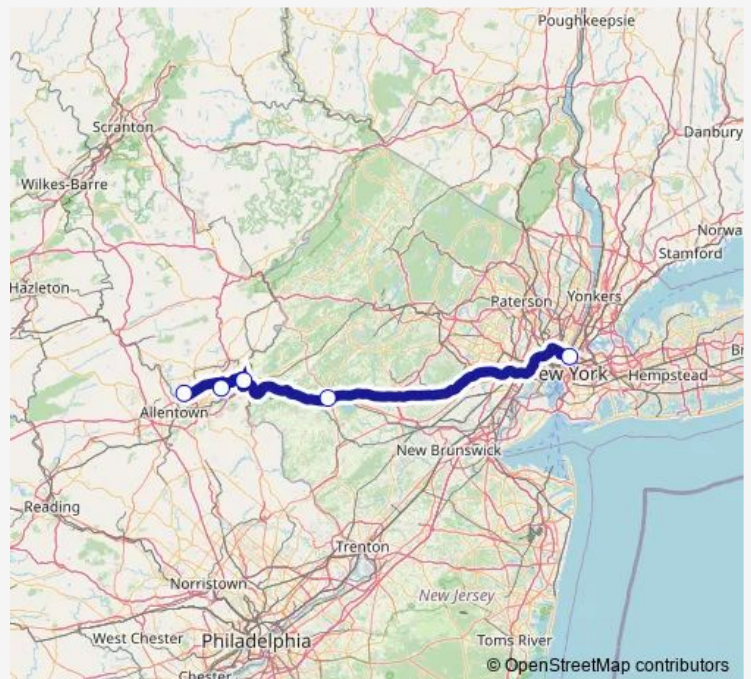 Poughkeepsie
Scranton
Danbury
Wilkes-Barre
Norwa
Stamford
Hazleton
Paterson
Yonkers
Bi
ew York
Hempstead
Allentown
New Brunswick
Reading
Trenton
Norristown
New Jersey
West Chester
Philadelphia
Toms River
Chester
© OpenStreetMap contributors